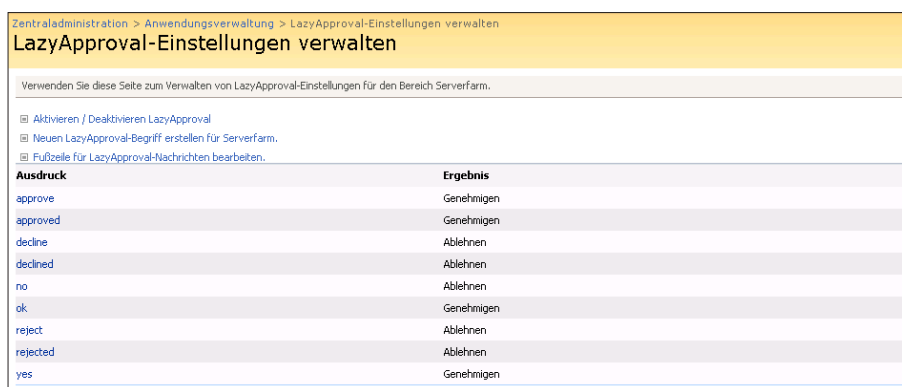 Zentraladministration > Anwendungsverwaltung > LazyApproval-Einstellungen verwalten
LazyApproval-Einstellungen verwalten
Verwenden Sie diese Seite zum Verwalten von LazyApproval-Einstellungen für den Bereich Serverfarm.
Aktivieren / Deaktivieren LazyApproval
Neuen LazyApproval-Begriff erstellen für Serverfarm.
Fußzeile für LazyApproval-Nachrichten bearbeiten.
Ausdruck Ergebnis
approve Genehmigen
approved Genehmigen
decline Ablehnen
declined Ablehnen
no Ablehnen
ok Genehmigen
reject Ablehnen
rejected Ablehnen
yes Genehmigen